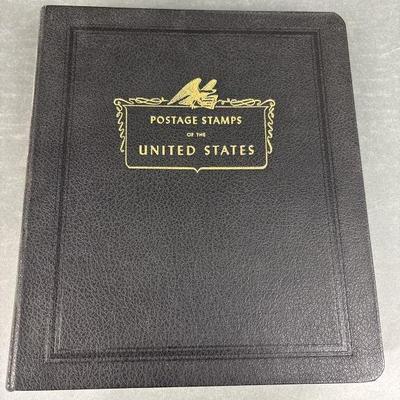 POSTAGE STAMPS
OF THE
UNITED STATES